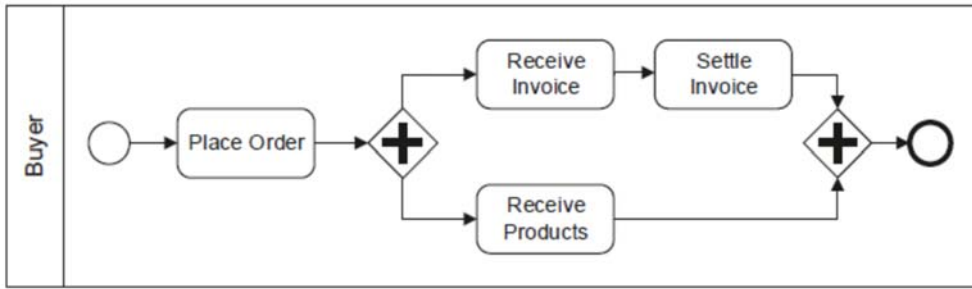 Buyer
Place Order
Receive
Invoice
Settle
Invoice
Receive
Products